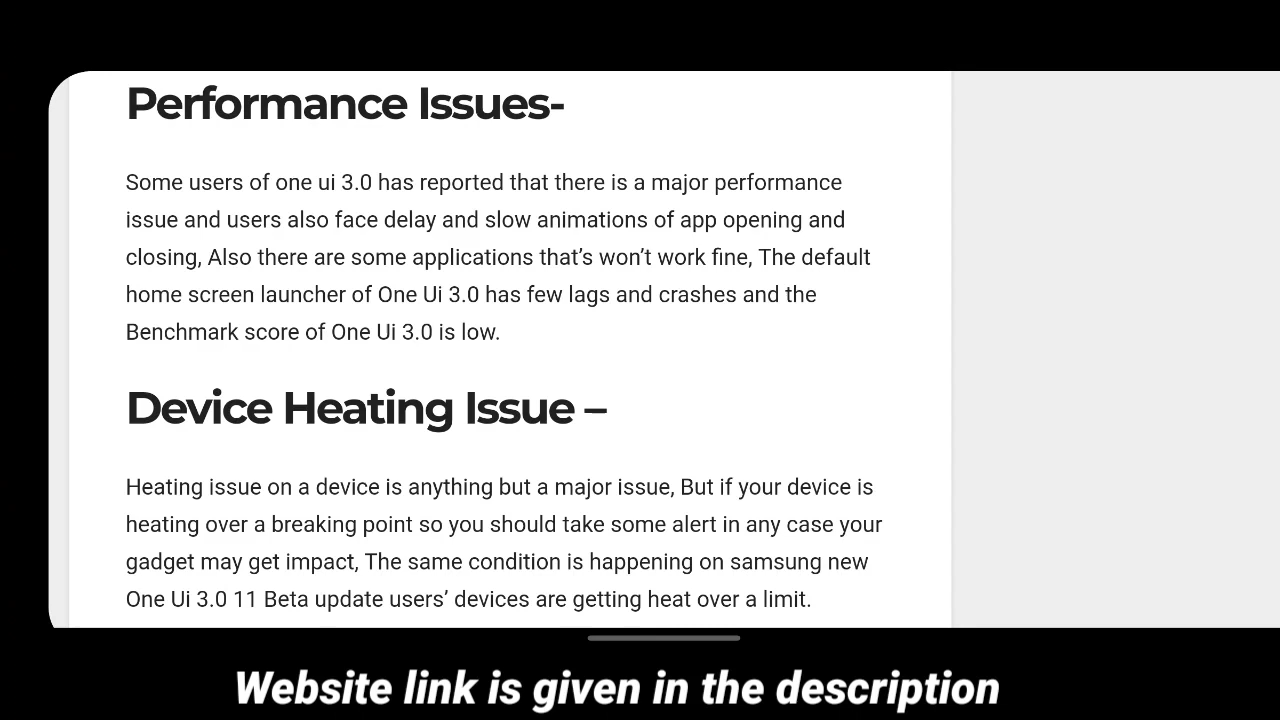 Performance Issues-
Some users of one ui 3.0 has reported that there is a major performance
issue and users also face delay and slow animations of app opening and
closing, Also there are some applications that’s won’t work fine, The default
home screen launcher of One Ui 3.0 has few lags and crashes and the
Benchmark score of One Ui 3.0 is low.
Device Heating Issue –
Heating issue on a device is anything but a major issue, But if your device is
heating over a breaking point so you should take some alert in any case your
gadget may get impact, The same condition is happening on samsung new
One Ui 3.0 11 Beta update users’ devices are getting heat over a limit.
Website link is given in the description